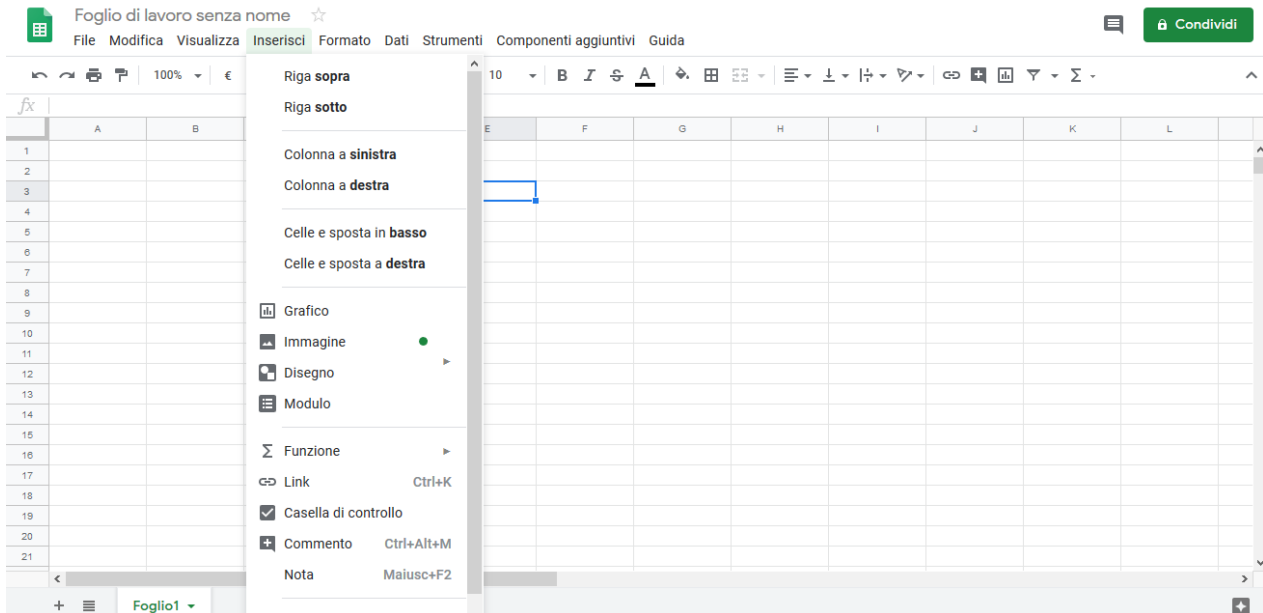 Foglio di lavoro senza nome
Condividi
File Modifica Visualizza Inserisci Formato Dati Strumenti Componenti aggiuntivi Guida
100% € 10 B I S A Σ
fx
A B E F G H I J K L
1
2
3
4
5
6
7
8
9
10
11
12
13
14
15
16
17
18
19
20
21
Riga sopra
Riga sotto
Colonna a sinistra
Colonna a destra
Celle e sposta in basso
Celle e sposta a destra
Grafico
Immagine
Disegno
Modulo
Σ Funzione
Link Ctrl+K
Casella di controllo
Commento Ctrl+Alt+M
Nota Maiusc+F2
Foglio1